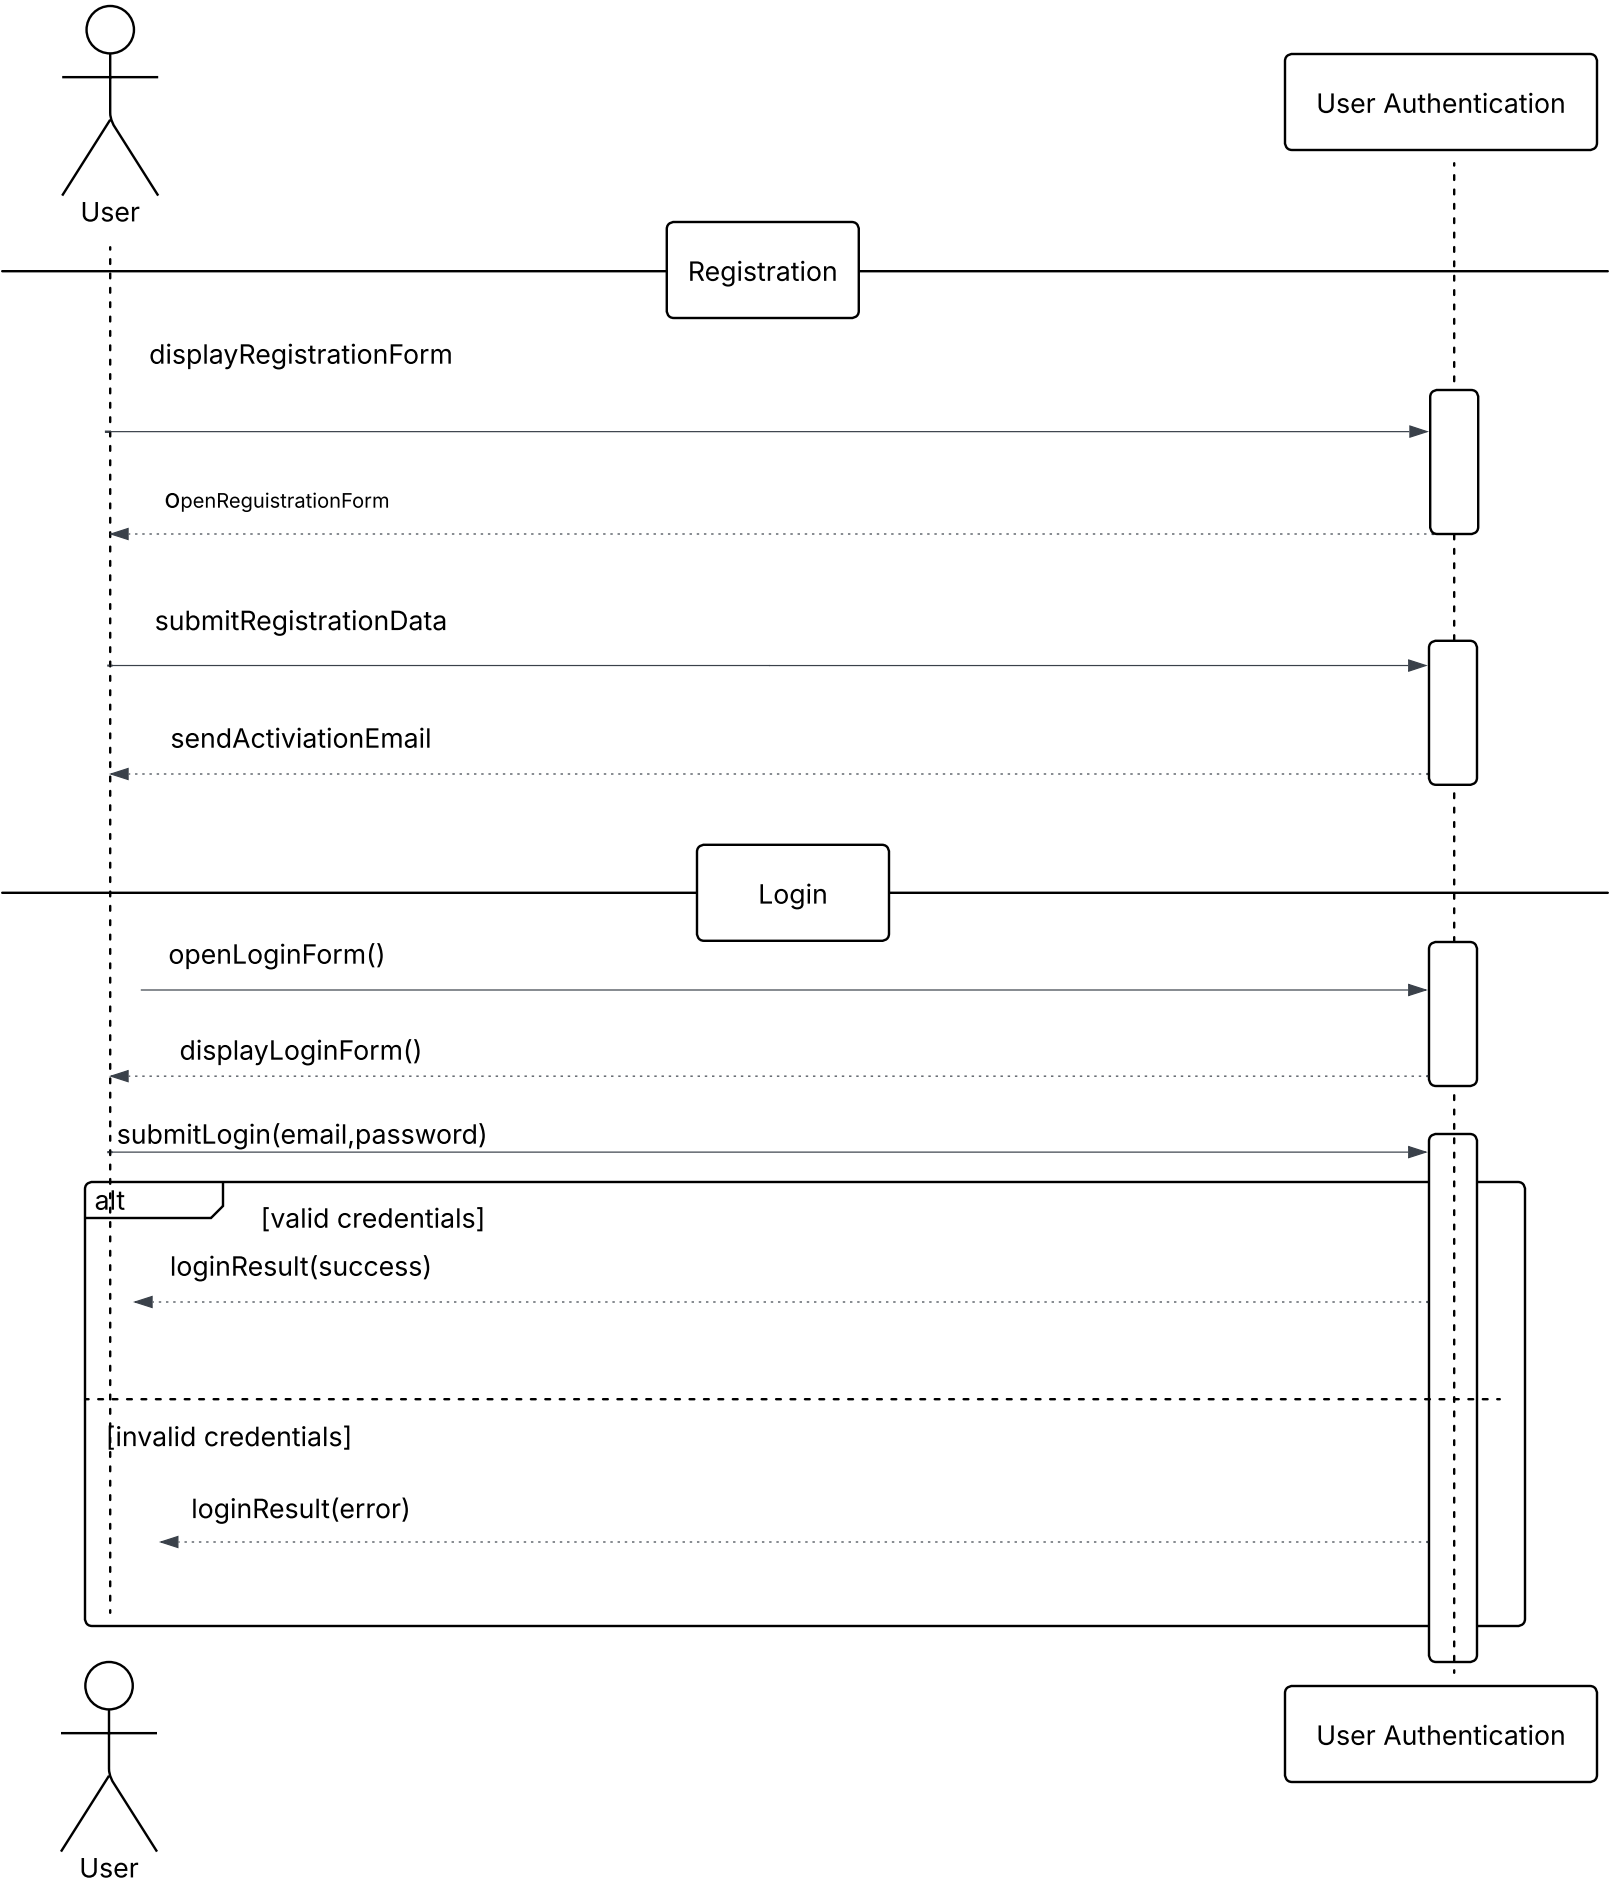 User Authentication
User
Registration
displayRegistrationForm
OpenReguistrationForm
submitRegistrationData
sendActiviationEmail
Login
openLoginForm()
displayLoginForm()
submitLogin(email,password)
alt
[valid credentials]
loginResult(success)
[invalid credentials]
loginResult(error)
User Authentication
User